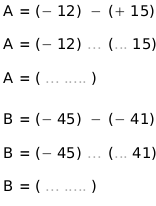 A = (− 12) − (+ 15)
A = (− 12) ... (... 15)
A = ( ... ..... )
B = (− 45) − (− 41)
B = (− 45) ... (... 41)
B = ( ... ..... )